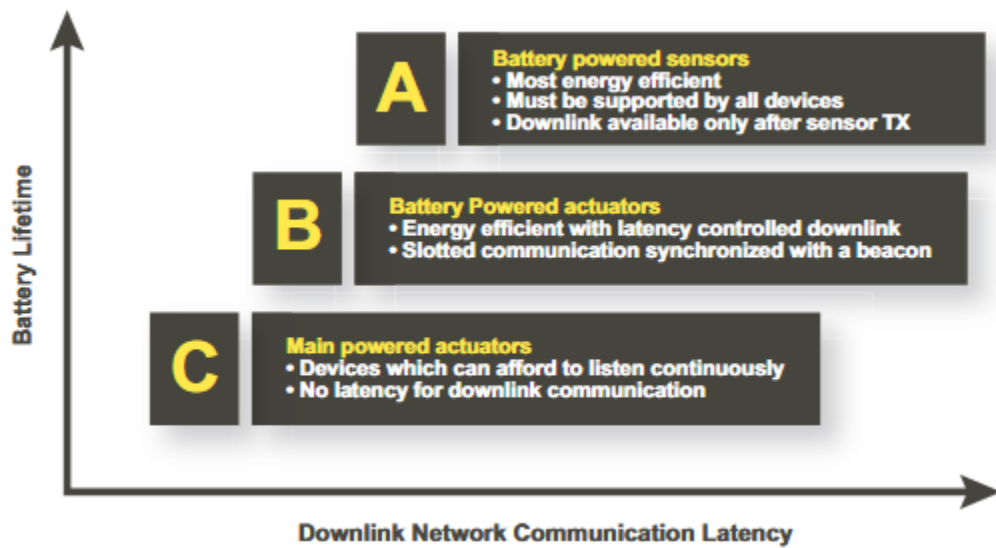 Battery Lifetime
A
Battery powered sensors
• Most energy efficient
• Must be supported by all devices
• Downlink available only after sensor TX
B
Battery Powered actuators
• Energy efficient with latency controlled downlink
• Slotted communication synchronized with a beacon
C
Main powered actuators
• Devices which can afford to listen continuously
• No latency for downlink communication
Downlink Network Communication Latency